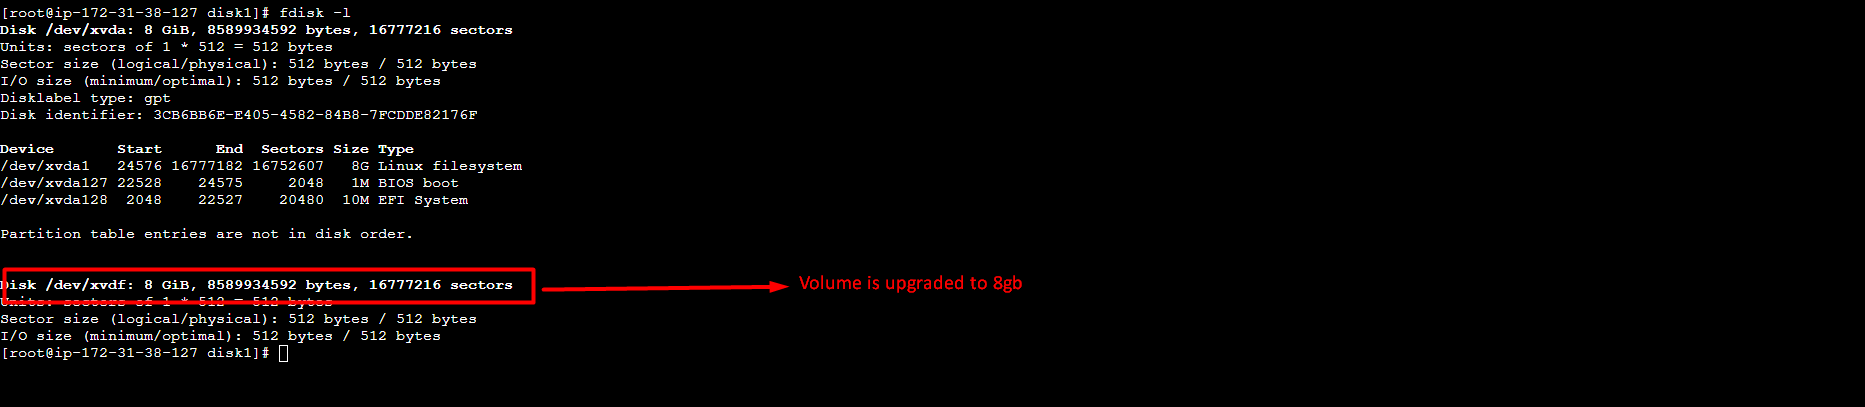 [root@ip-172-31-38-127 disk1]# fdisk -l
Disk /dev/xvda: 8 GiB, 8589934592 bytes, 16777216 sectors
Units: sectors of 1 * 512 = 512 bytes
Sector size (logical/physical): 512 bytes / 512 bytes
I/O size (minimum/optimal): 512 bytes / 512 bytes
Disklabel type: gpt
Disk identifier: 3CB6BB6E-E405-4582-84B8-7FCDDE82176F
Device       Start      End  Sectors Size Type
/dev/xvda1   24576 16777182 16752607   8G Linux filesystem
/dev/xvda127 22528    24575     2048   1M BIOS boot
/dev/xvda128  2048    22527    20480  10M EFI System
Partition table entries are not in disk order.
Disk /dev/xvdf: 8 GiB, 8589934592 bytes, 16777216 sectors
Volume is upgraded to 8gb
Units: sectors of 1 * 512 = 512 bytes
Sector size (logical/physical): 512 bytes / 512 bytes
I/O size (minimum/optimal): 512 bytes / 512 bytes
[root@ip-172-31-38-127 disk1]#